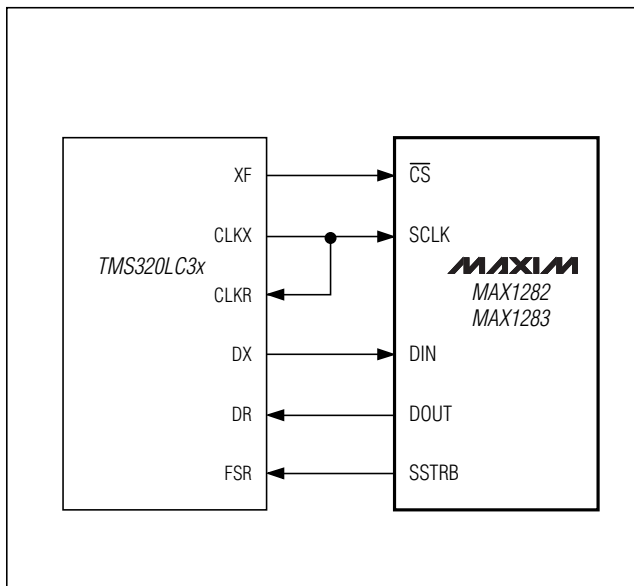 XF
CLKX
TMS320LC3x
CLKR
DX
DR
FSR
CS
SCLK
MAXIM
MAX1282
MAX1283
DIN
DOUT
SSTRB